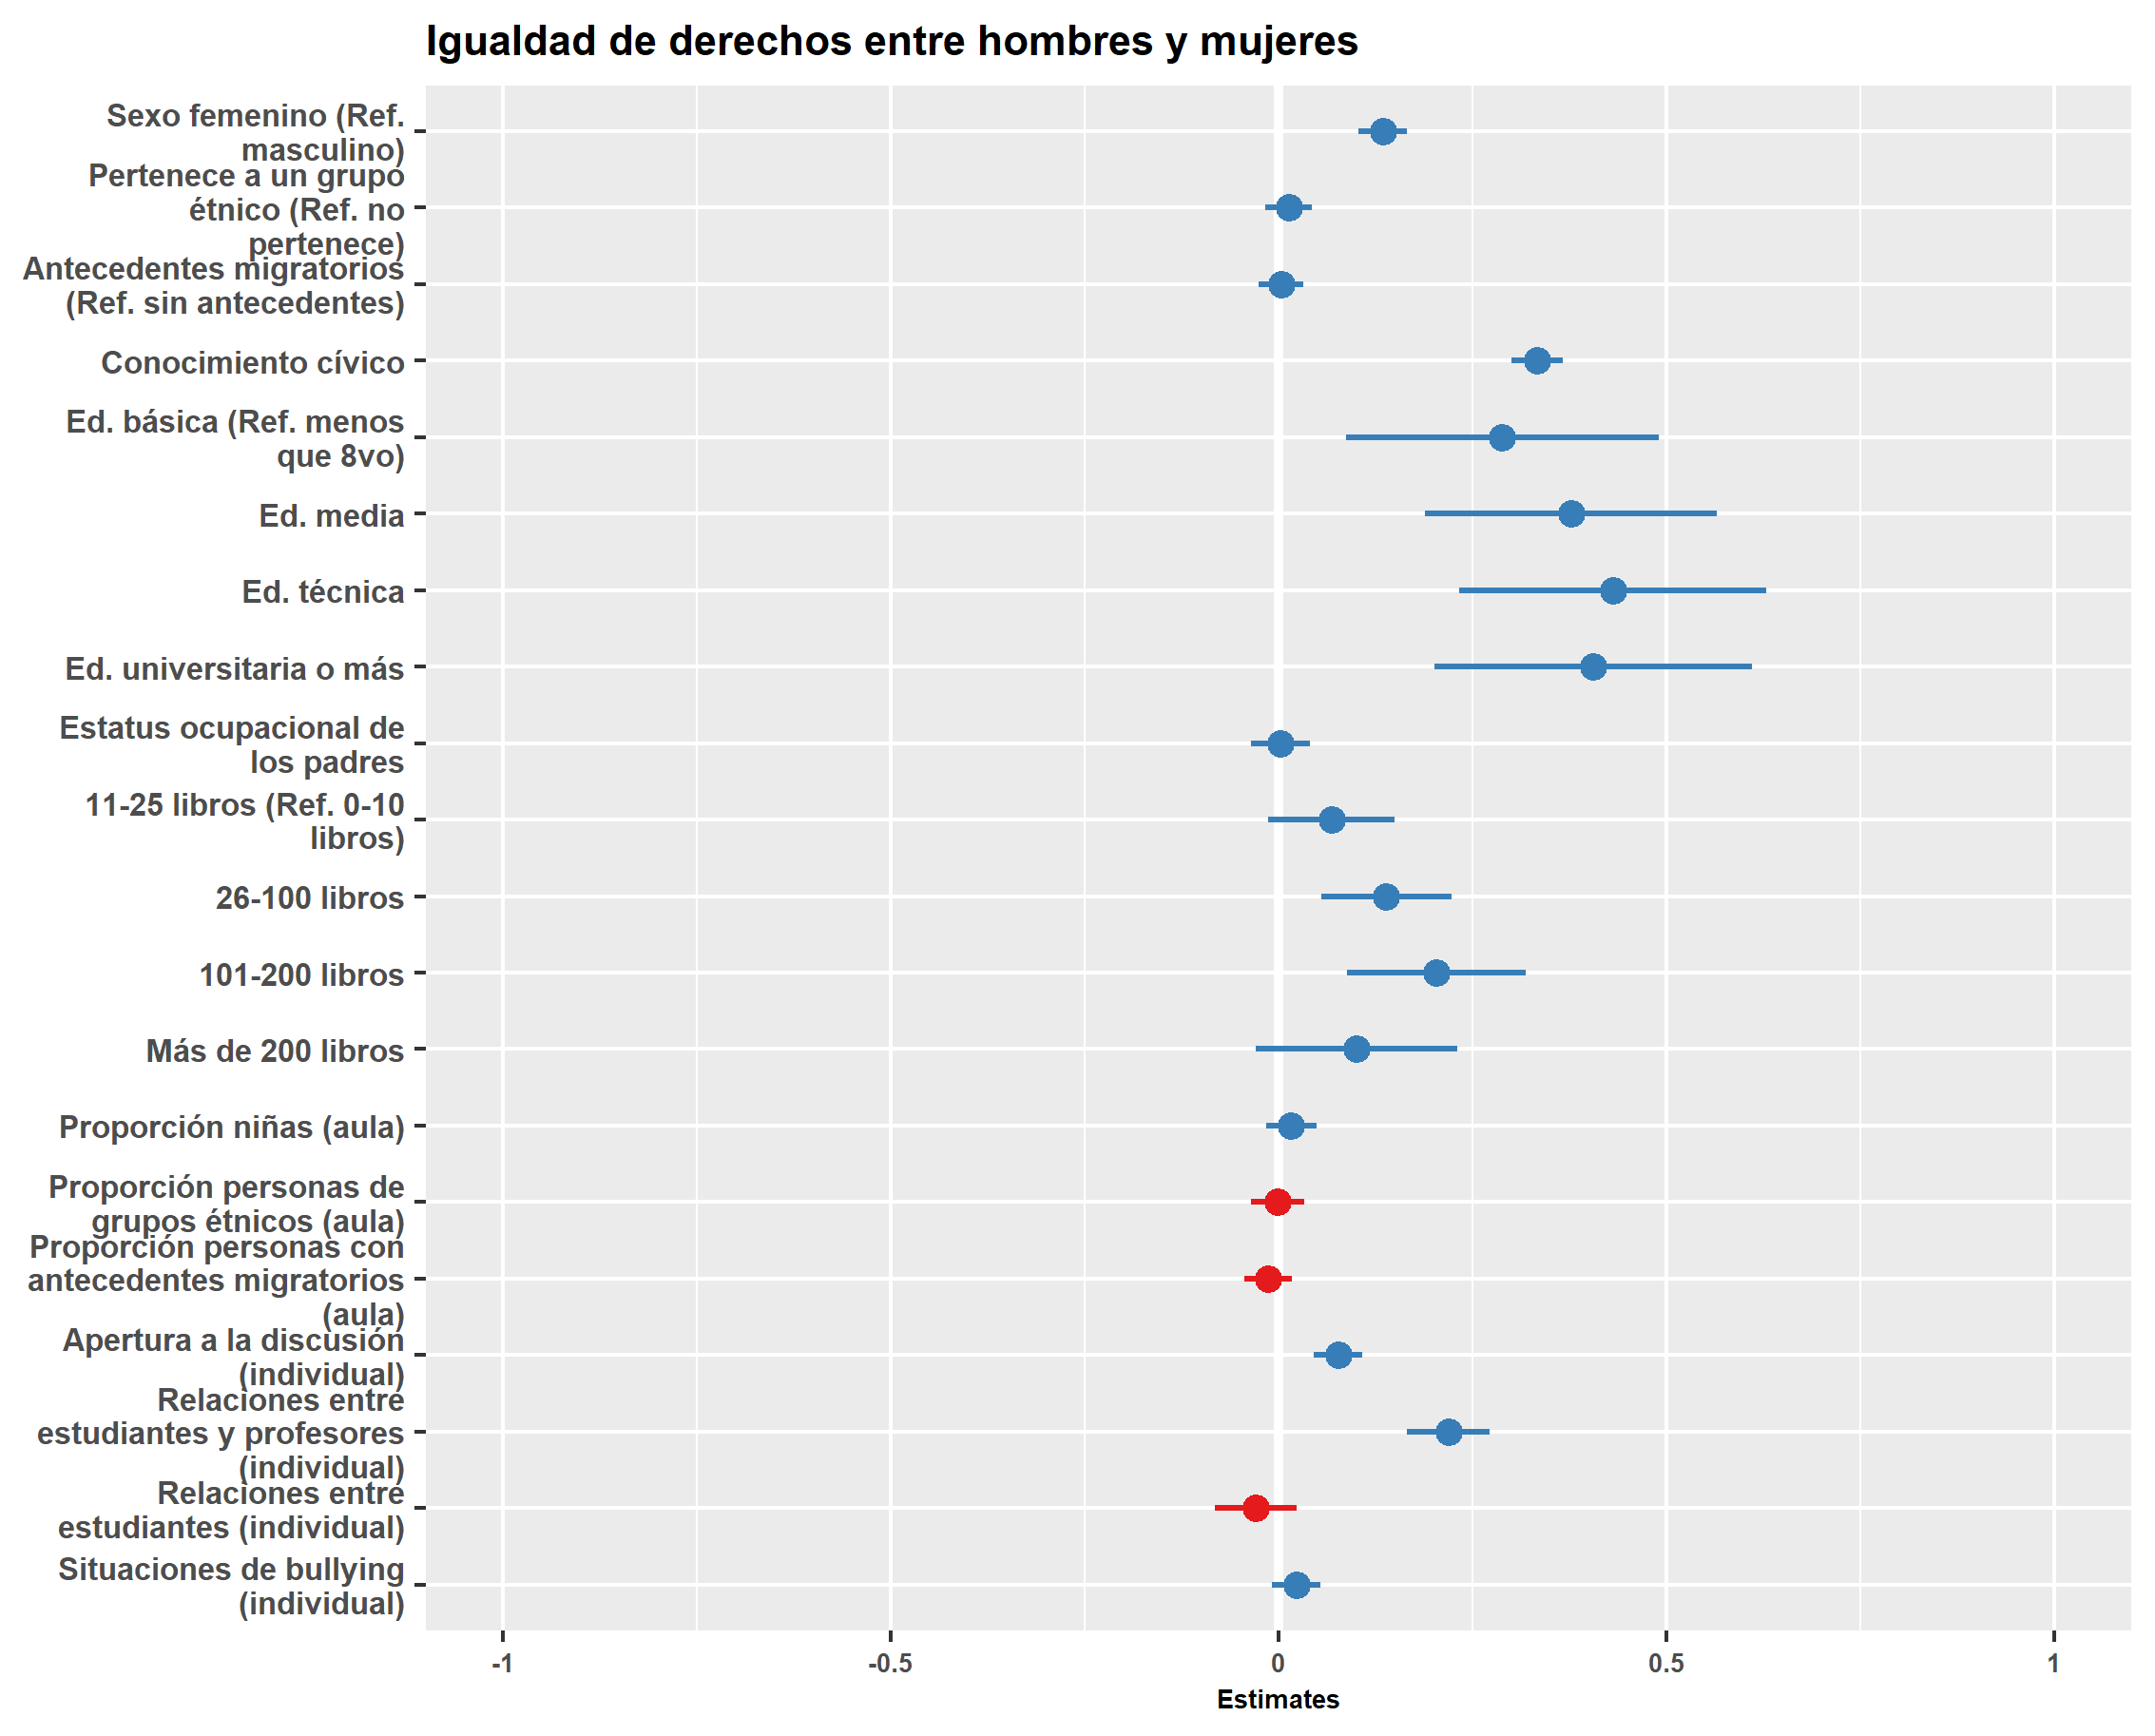 Igualdad de derechos entre hombres y mujeres
Sexo femenino (Ref.
masculino)
Pertenece a un grupo
étnico (Ref. no
pertenece)
Antecedentes migratorios
(Ref. sin antecedentes)
Conocimiento cívico
Ed. básica (Ref. menos
que 8vo)
Ed. media
Ed. técnica
Ed. universitaria o más
Estatus ocupacional de
los padres
11-25 libros (Ref. 0-10
libros)
26-100 libros
101-200 libros
Más de 200 libros
Proporción niñas (aula)
Proporción personas de
grupos étnicos (aula)
Proporción personas con
antecedentes migratorios
(aula)
Apertura a la discusión
(individual)
Relaciones entre
estudiantes y profesores
(individual)
Relaciones entre
estudiantes (individual)
Situaciones de bullying
(individual)
-1 -0.5 0 0.5 1
Estimates